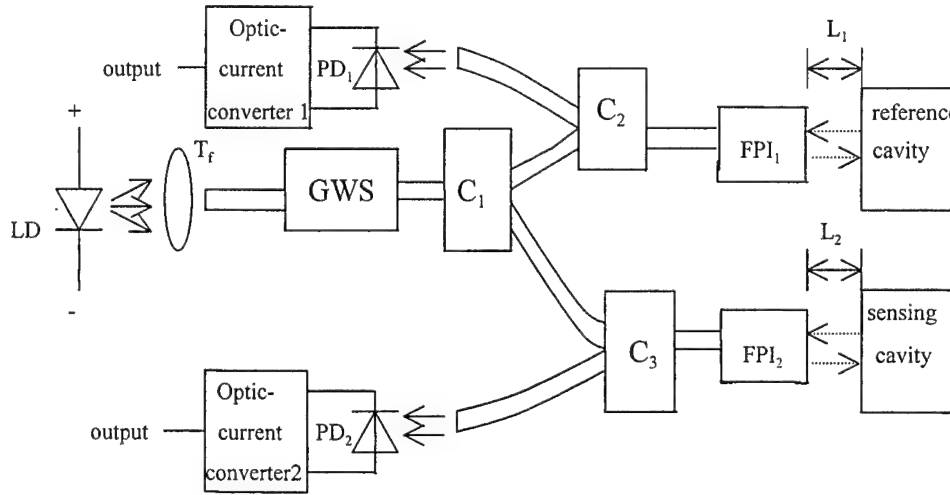 Optic-
current
converter 1
output
PD₁
C₂
L₁
FPI₁
reference
cavity
+
LD
-
T_f
GWS
C₁
L₂
sensing
cavity
C₃
FPI₂
Optic-
current
converter2
output
PD₂